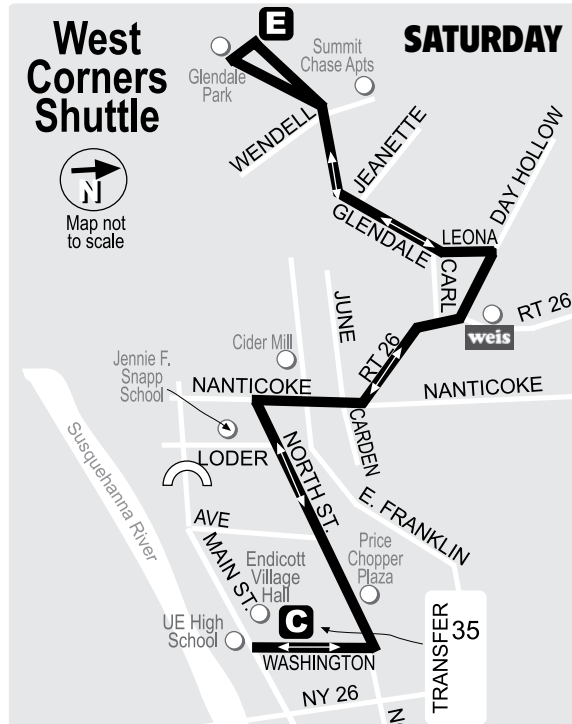 West
Corners
Shuttle
SATURDAY
E
Glendale
Park
Summit
Chase Apts
WENDELL
JEANETTE
DAY HOLLOW
N
Map not
to scale
GLENDALE
LEONA
CARL
JUNE
RT 26
RT 26
weis
Cider Mill
Jennie F.
Snapp
School
NANTICOKE
NANTICOKE
CARDEN
LODER
NORTH ST.
Susquehanna River
E. FRANKLIN
AVE
MAIN ST.
Endicott
Village
Hall
Price
Chopper
Plaza
UE High
School
C
WASHINGTON
TRANSFER
35
NY 26
N